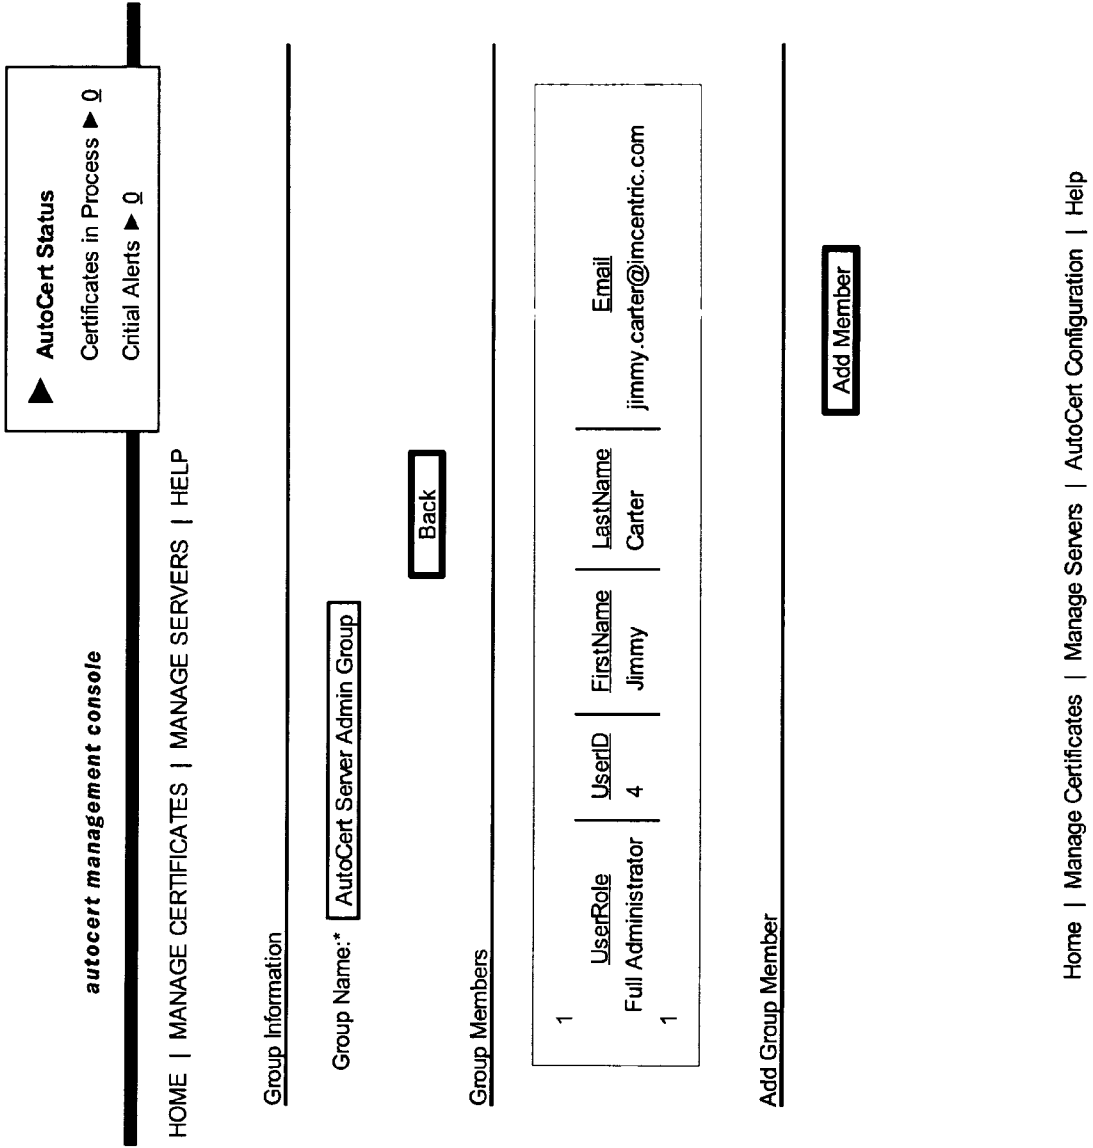 autocert management console
AutoCert Status
Certificates in Process ► 0
Critial Alerts ► 0
HOME | MANAGE CERTIFICATES | MANAGE SERVERS | HELP
Group Information
Group Name:* AutoCert Server Admin Group
Back
Group Members
1
UserRole UserID FirstName LastName Email
Full Administrator 4 Jimmy Carter jimmy.carter@imcentric.com
1
Add Group Member
Add Member
Home | Manage Certificates | Manage Servers | AutoCert Configuration | Help